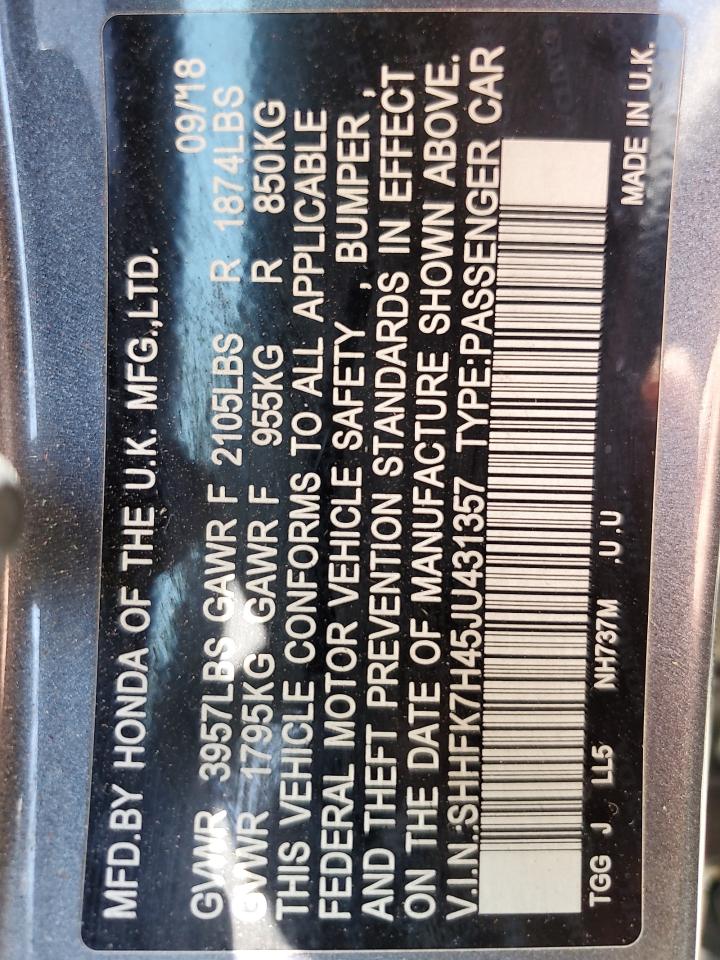 MFD.BY HONDA OF THE U.K. MFG.,LTD.
09/18
GVWR 3957LBS GAWR F 2105LBS R 1874LBS
GVWR 1795KG GAWR F 955KG R 850KG
THIS VEHICLE CONFORMS TO ALL APPLICABLE
FEDERAL MOTOR VEHICLE SAFETY , BUMPER ,
AND THEFT PREVENTION STANDARDS IN EFFECT
ON THE DATE OF MANUFACTURE SHOWN ABOVE.
V.I.N.:SHHFK7H45JU431357 TYPE:PASSENGER CAR
TGG J LL5 NH737M .U.U MADE IN U.K.